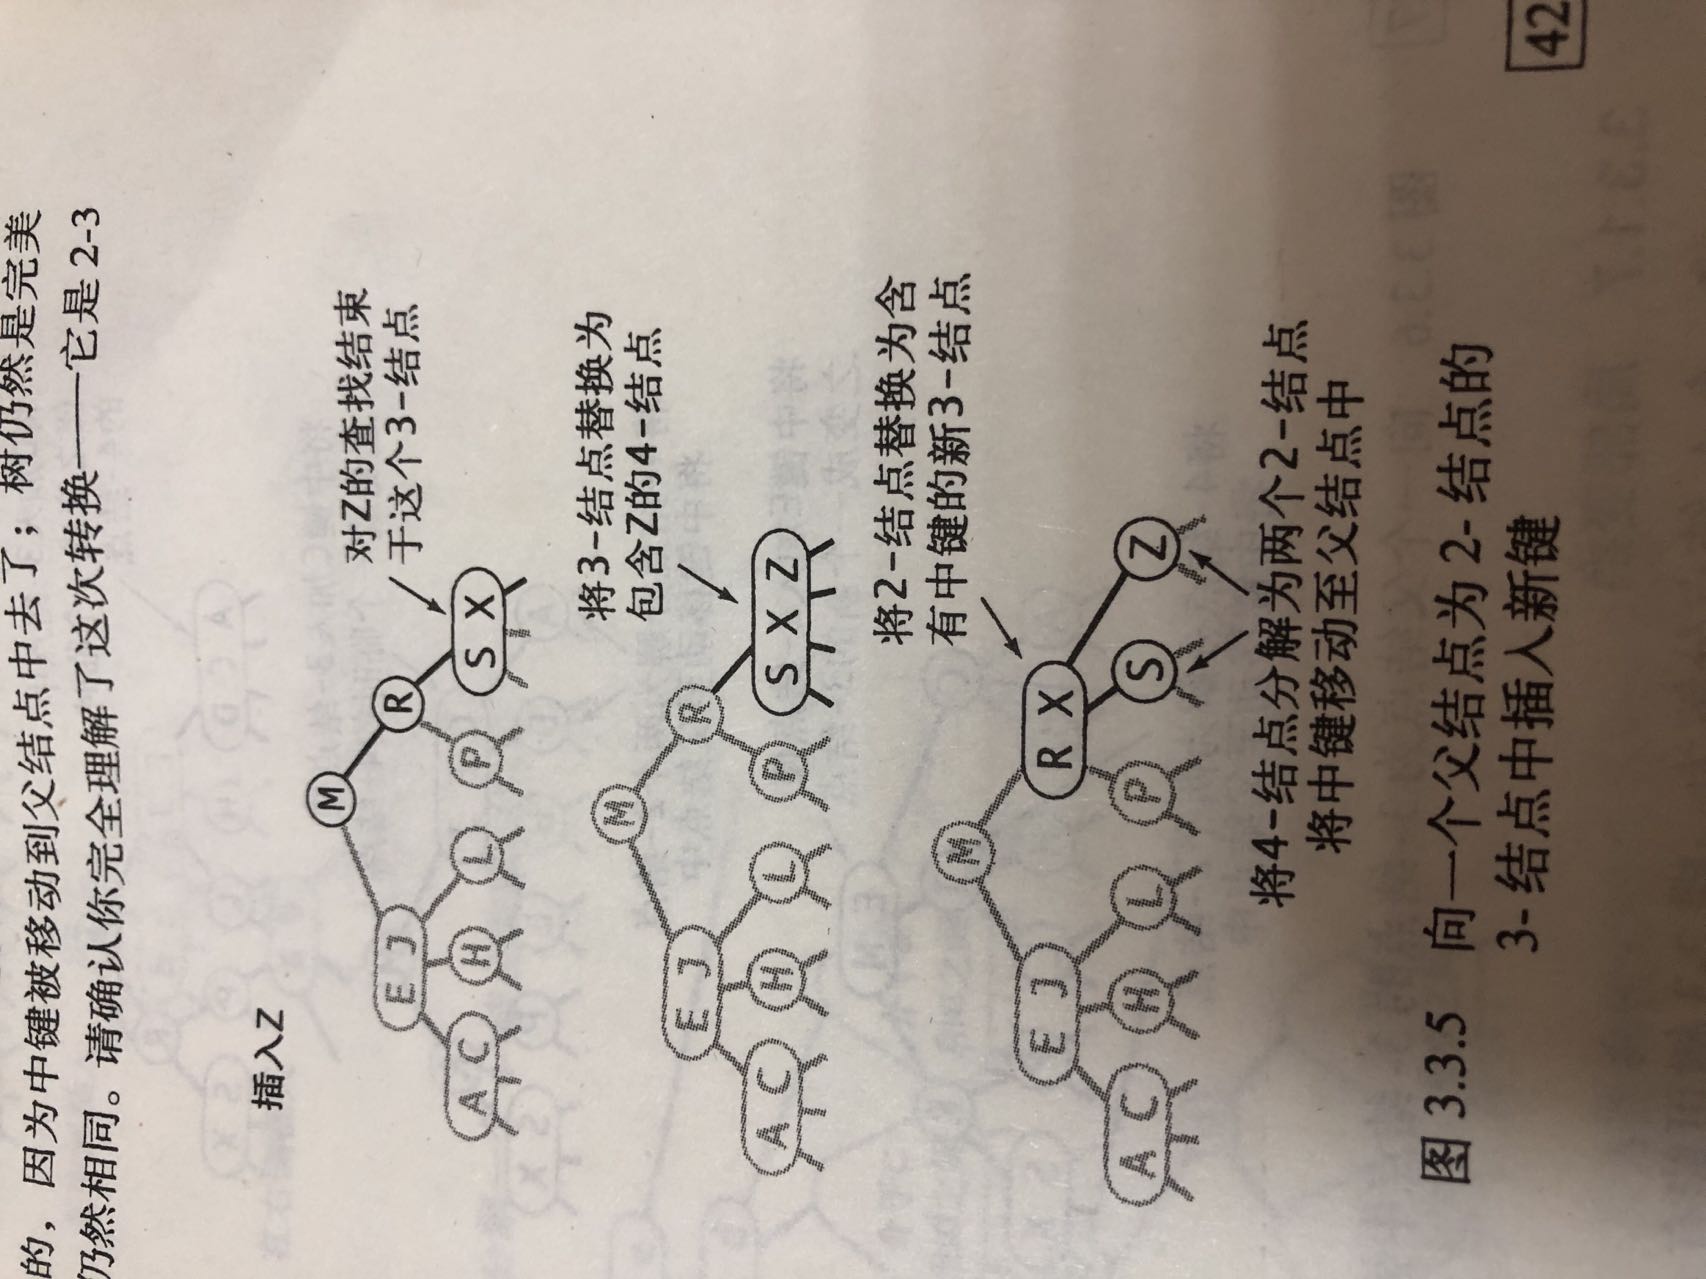 的，因为中键被移动到父结点中去了；树仍然是完美
仍然相同。请确认你完全理解了这次转换——它是 2-3
插入Z
M
对Z的查找结束
于这个3-结点
E J
R
A C
H
L
P
S X
将3-结点替换为
包含Z的4-结点
M
E J
R
A C
H
L
P
S X Z
将2-结点替换为含
有中键的新3-结点
M
E J
R X
A C
H
L
P
S
Z
将4-结点分解为两个2-结点
将中键移动至父结点中
图 3.3.5 向一个父结点为 2- 结点的
3- 结点中插入新键
42